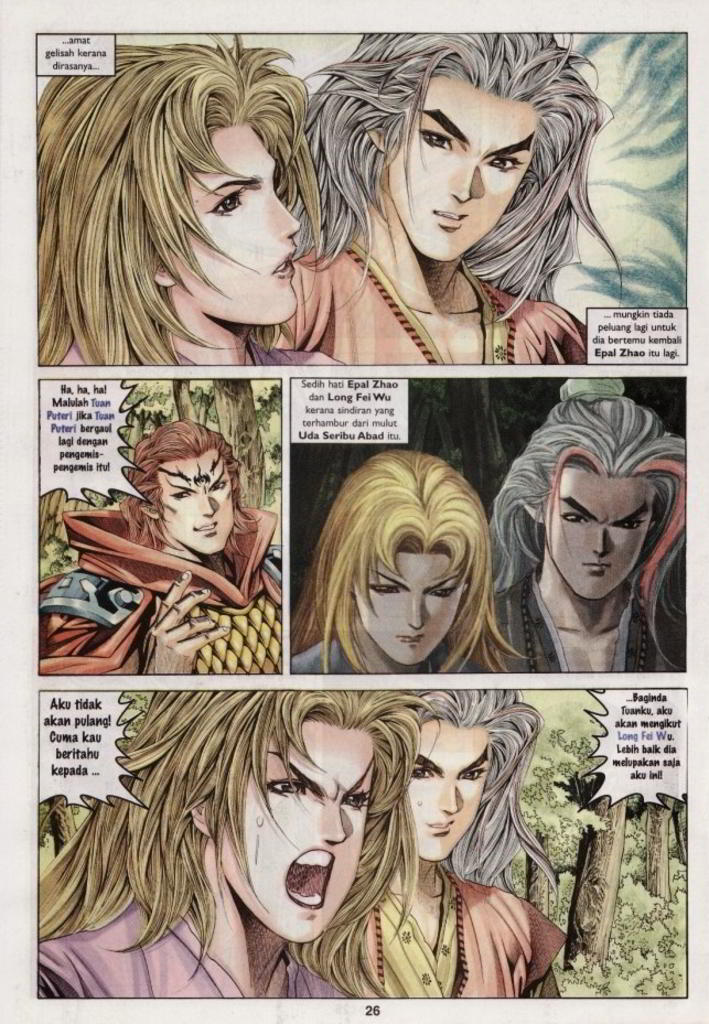 ...amat
gelisah kerana
dirasanya...
... mungkin tiada
peluang lagi untuk
dia bertemu kembali
Epal Zhao itu lagi.
Ha, ha, ha!
Malulah Tuan
Puteri jika Tuan
Puteri bergaul
lagi dengan
pengemis-
pengemis itu!
Sedih hati Epal Zhao
dan Long Fei Wu
kerana sindiran yang
terhambur dari mulut
Uda Seribu Abad itu.
Aku tidak
akan pulang!
Cuma kau
beritahu
kepada ...
...Baginda
Tuanku, aku
akan mengikut
Long Fei Wu.
Lebih baik dia
melupakan saja
aku ini!
26